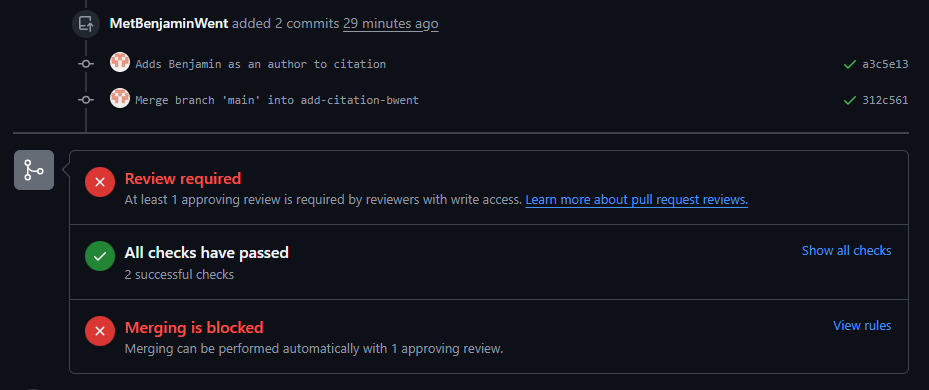 MetBenjaminWent added 2 commits 29 minutes ago
Adds Benjamin as an author to citation a3c5e13
Merge branch 'main' into add-citation-bwent 312c561
Review required
At least 1 approving review is required by reviewers with write access. Learn more about pull request reviews.
All checks have passed Show all checks
2 successful checks
Merging is blocked View rules
Merging can be performed automatically with 1 approving review.